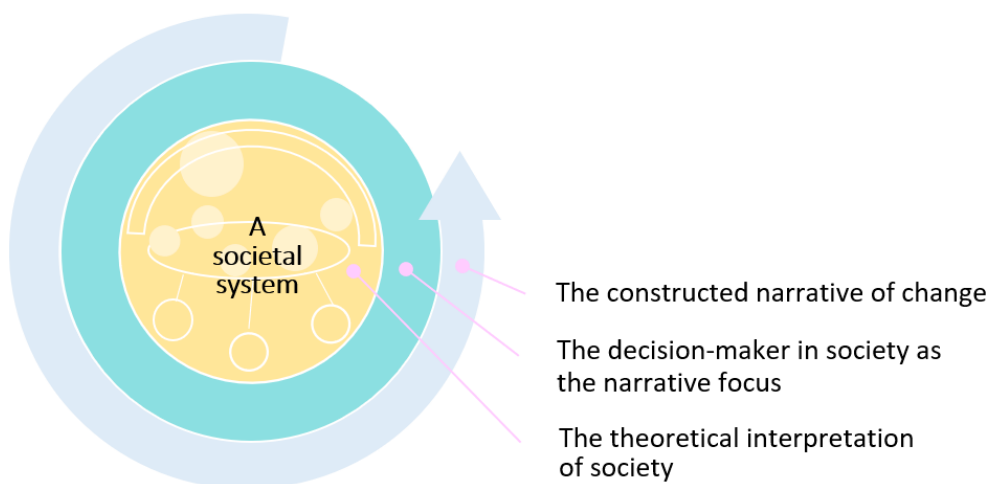 A
societal
system
The constructed narrative of change
The decision-maker in society as
the narrative focus
The theoretical interpretation
of society